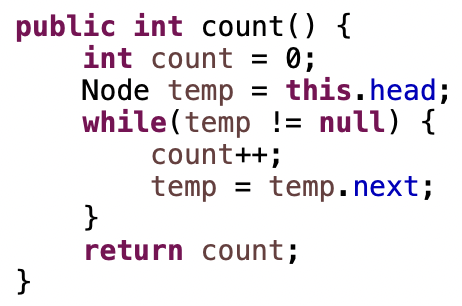 public int count() {
    int count = 0;
    Node temp = this.head;
    while(temp != null) {
        count++;
        temp = temp.next;
    }
    return count;
}